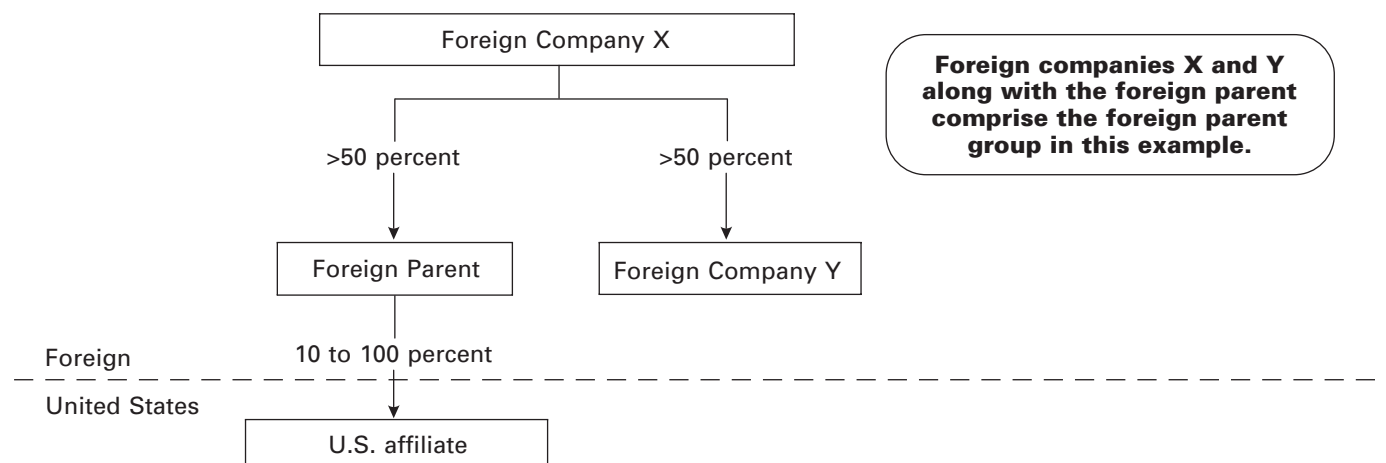 Foreign Company X
Foreign companies X and Y
along with the foreign parent
comprise the foreign parent
group in this example.
>50 percent
>50 percent
Foreign Parent
Foreign Company Y
10 to 100 percent
Foreign
United States
U.S. affiliate